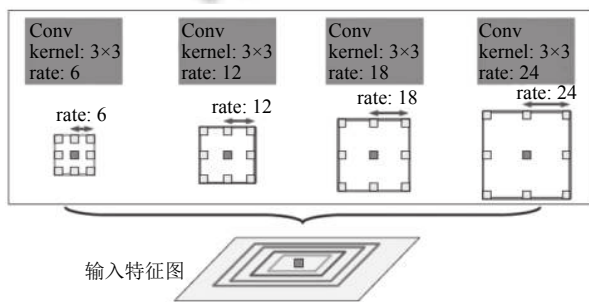 Conv
kernel: 3×3
rate: 6
Conv
kernel: 3×3
rate: 12
Conv
kernel: 3×3
rate: 18
Conv
kernel: 3×3
rate: 24
rate: 6
rate: 12
rate: 18
rate: 24
输入特征图